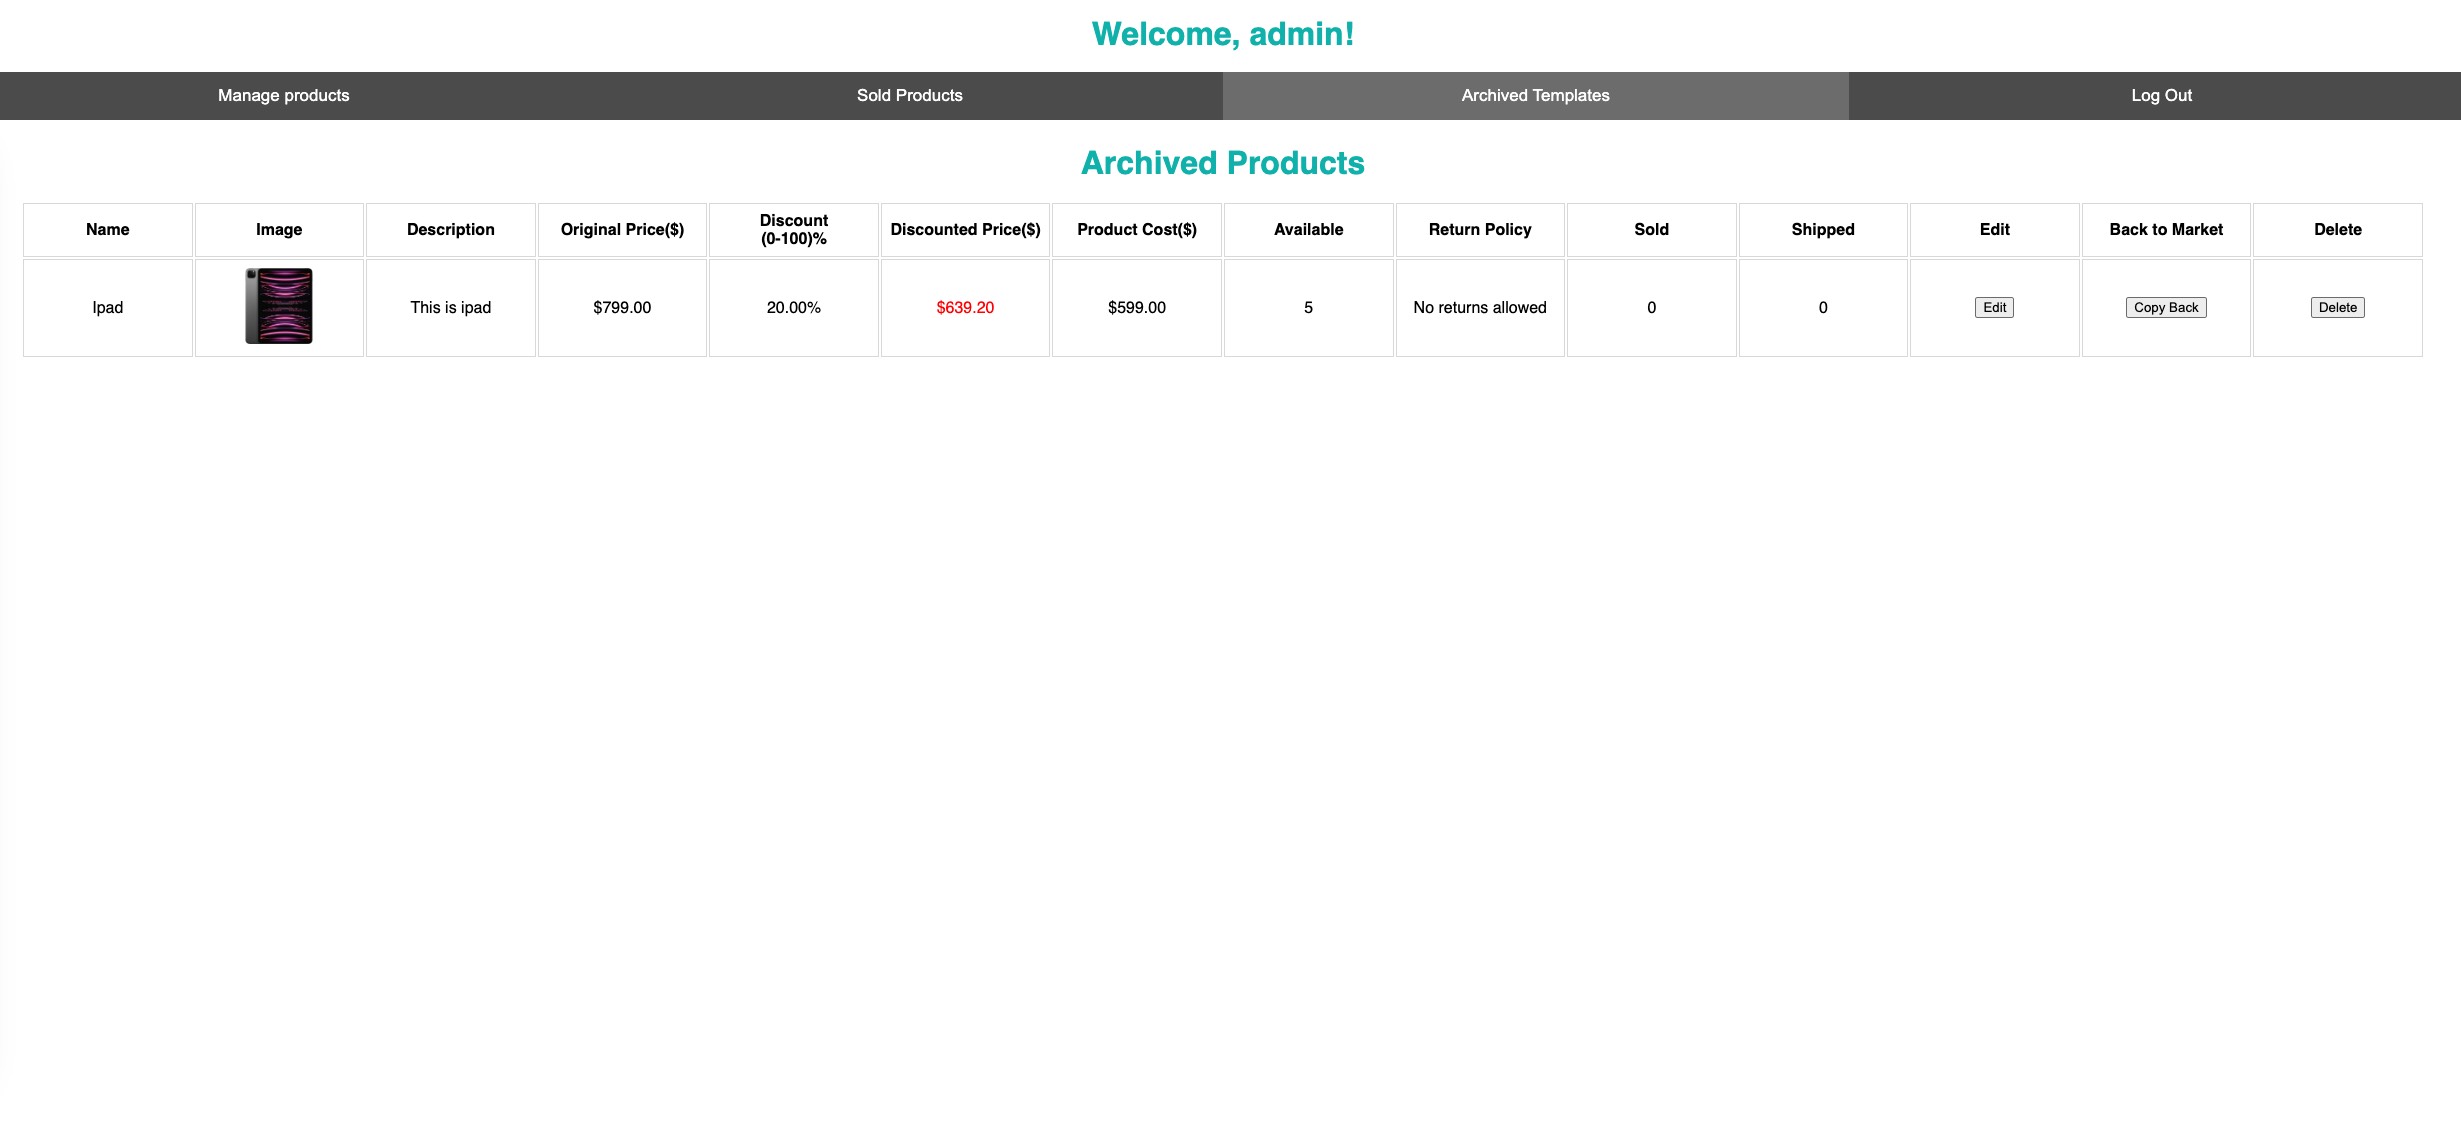 Welcome, admin!
Manage products Sold Products Archived Templates Log Out
Archived Products
Name Image Description Original Price($) Discount (0-100)% Discounted Price($) Product Cost($) Available Return Policy Sold Shipped Edit Back to Market Delete
Ipad This is ipad $799.00 20.00% $639.20 $599.00 5 No returns allowed 0 0 Edit Copy Back Delete